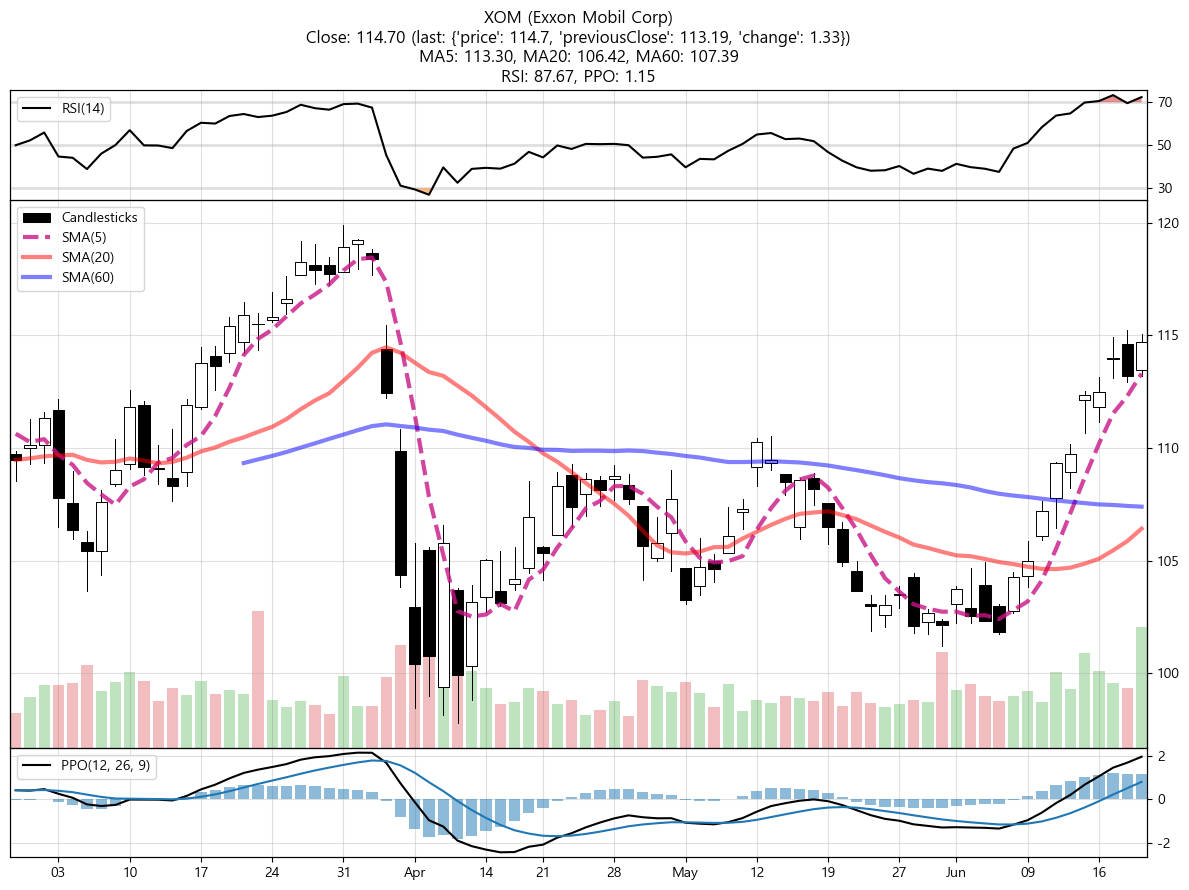 XOM (Exxon Mobil Corp)
Close: 114.70 (last: {'price': 114.7, 'previousClose': 113.19, 'change': 1.33})
MA5: 113.30, MA20: 106.42, MA60: 107.39
RSI: 87.67, PPO: 1.15
RSI(14)
70
50
30
Candlesticks
SMA(5)
SMA(20)
SMA(60)
120
115
110
105
100
PPO(12, 26, 9)
2
0
-2
03 10 17 24 31 Apr 14 21 28 May 12 19 27 Jun 09 16